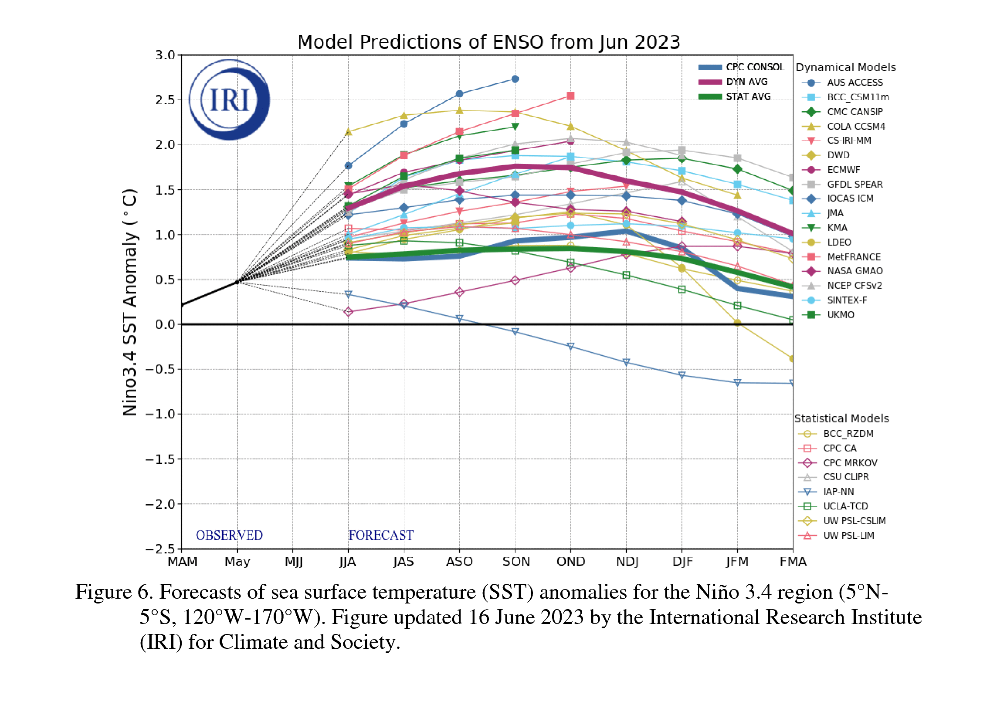 Model Predictions of ENSO from Jun 2023
IRI
CPC CONSOL
DYN AVG
STAT AVG
Dynamical Models
AUS-ACCESS
BCC_CSM11m
CMC CANSIP
COLA CCSM4
CS-IRI-MM
DWD
ECMWF
GFDL SPEAR
IOCAS ICM
JMA
KMA
LDEO
MetFRANCE
NASA GMAO
NCEP CFSv2
SINTEX-F
UKMO
Statistical Models
BCC_RZDM
CPC CA
CPC MRKOV
CSU CLIPR
IAP-NN
UCLA-TCD
UW PSL-CSLIM
UW PSL-LIM
Nino3.4 SST Anomaly (°C)
3.0
2.5
2.0
1.5
1.0
0.5
0.0
−0.5
−1.0
−1.5
−2.0
−2.5
OBSERVED FORECAST
MAM May MJJ JJA JAS ASO SON OND NDJ DJF JFM FMA
Figure 6. Forecasts of sea surface temperature (SST) anomalies for the Niño 3.4 region (5°N-
5°S, 120°W-170°W). Figure updated 16 June 2023 by the International Research Institute
(IRI) for Climate and Society.